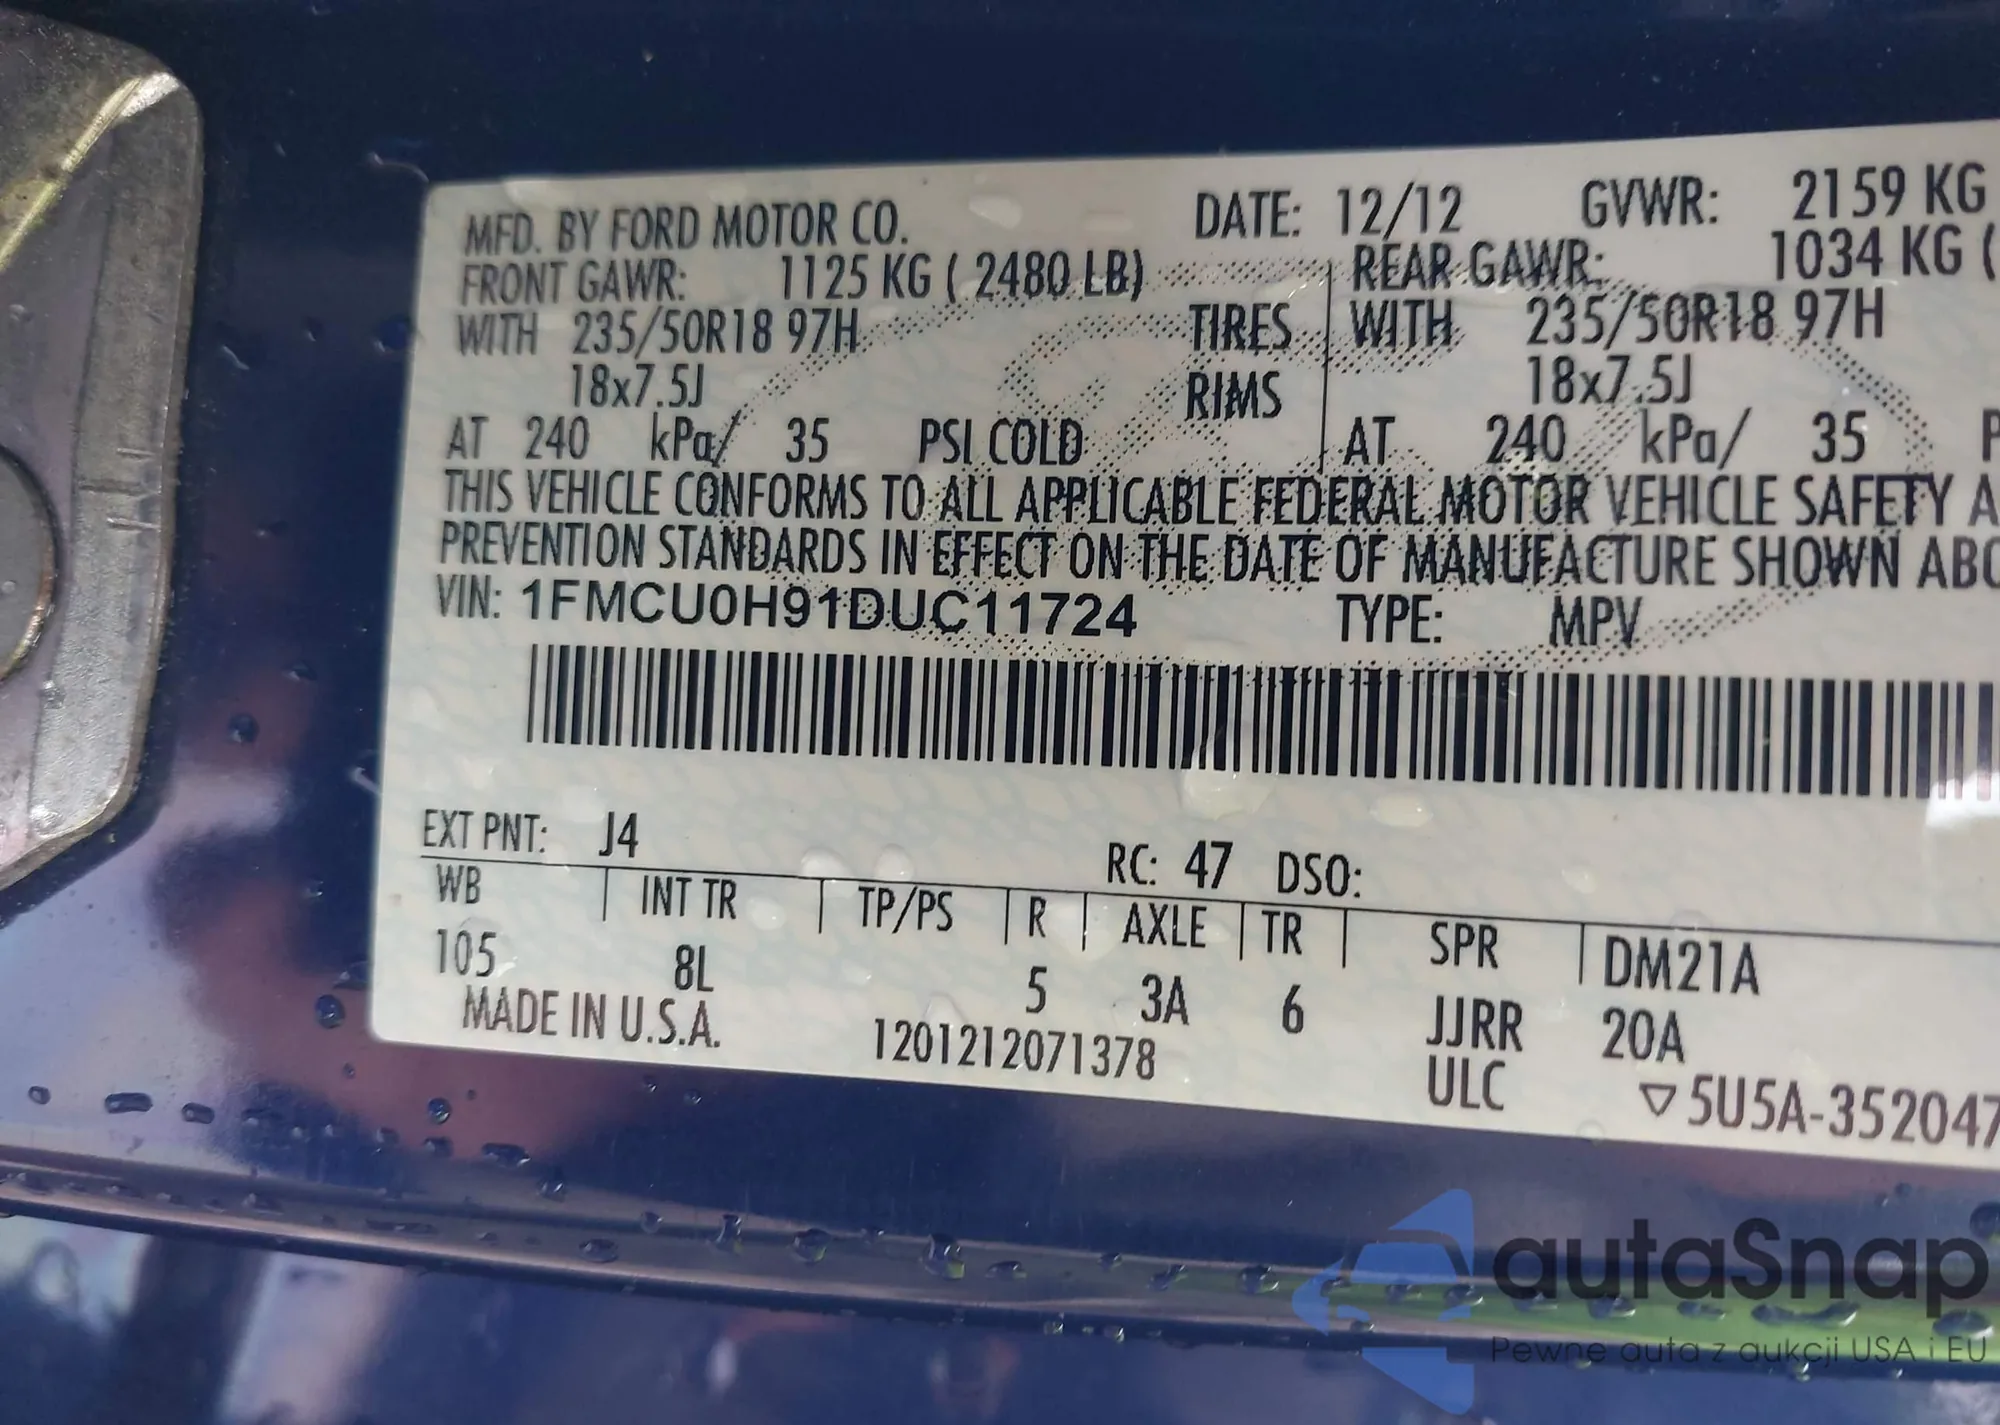 MFD. BY FORD MOTOR CO. DATE: 12/12 GVWR: 2159 KG
FRONT GAWR: 1125 KG ( 2480 LB) REAR GAWR: 1034 KG (
WITH 235/50R18 97H TIRES WITH 235/50R18 97H
18x7.5J RIMS 18x7.5J
AT 240 kPa/ 35 PSI COLD AT 240 kPa/ 35 P
THIS VEHICLE CONFORMS TO ALL APPLICABLE FEDERAL MOTOR VEHICLE SAFETY A
PREVENTION STANDARDS IN EFFECT ON THE DATE OF MANUFACTURE SHOWN ABO
VIN: 1FMCU0H91DUC11724 TYPE: MPV
EXT PNT: J4 RC: 47 DSO:
WB INT TR TP/PS R AXLE TR SPR DM21A
105 8L 5 3A 6 JJRR 20A
MADE IN U.S.A. 1201212071378 ULC ▽5U5A-352047
autaSnap
Pewne auta z aukcji USA i EU